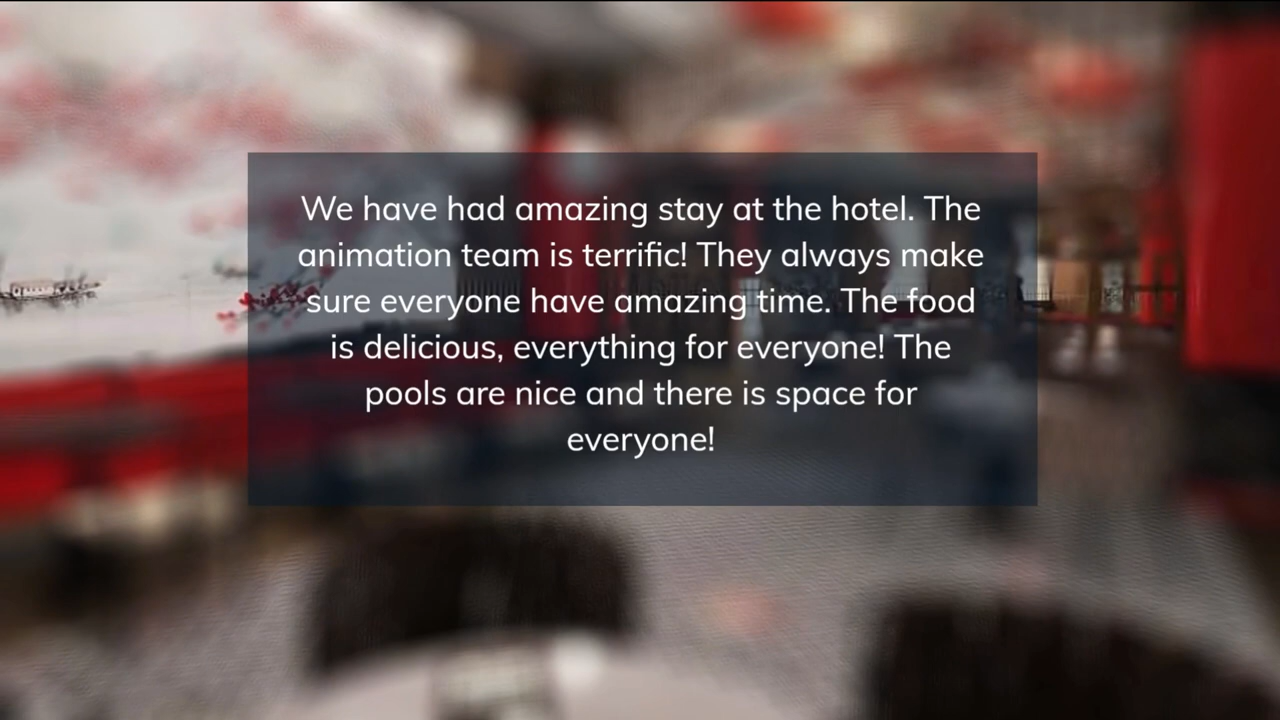 We have had amazing stay at the hotel. The
animation team is terrific! They always make
sure everyone have amazing time. The food
is delicious, everything for everyone! The
pools are nice and there is space for
everyone!